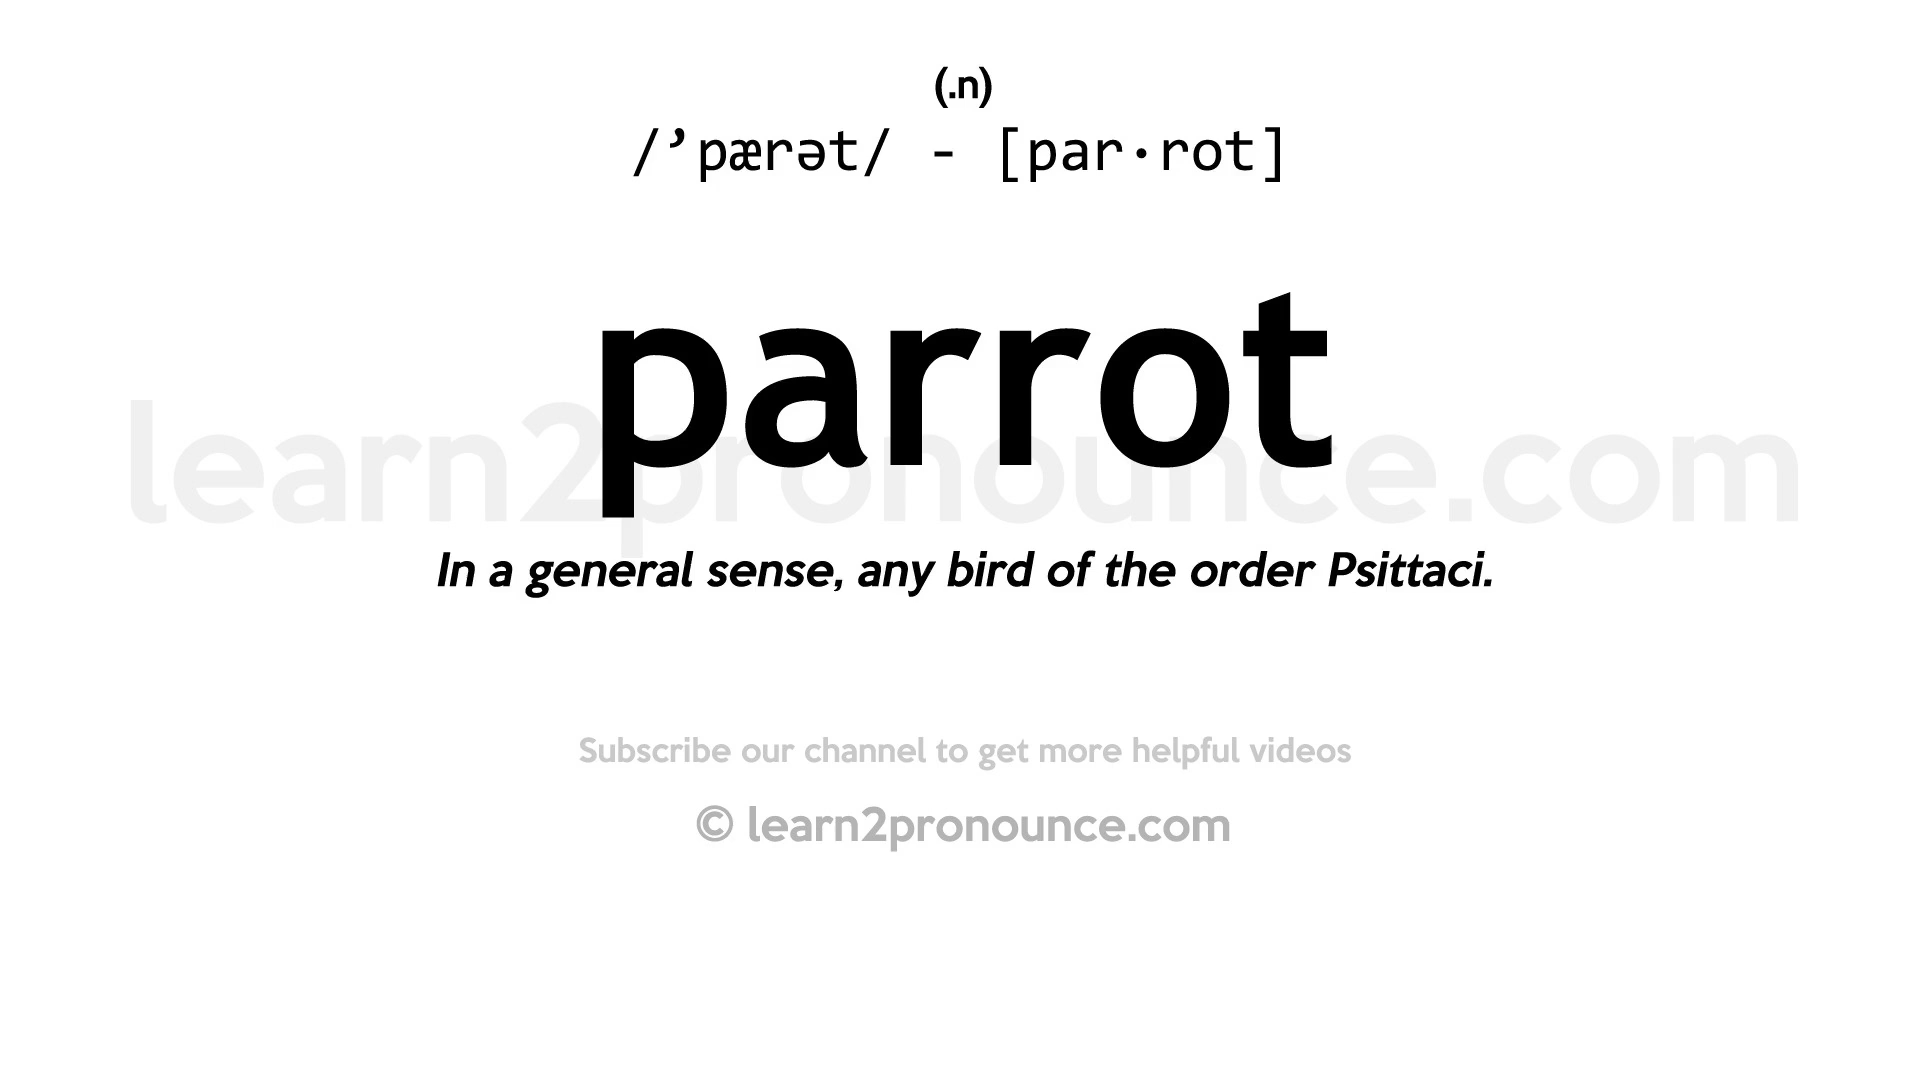 (.n)
/’pærət/ - [par·rot]
parrot
learn2pronounce.com
In a general sense, any bird of the order Psittaci.
Subscribe our channel to get more helpful videos
© learn2pronounce.com